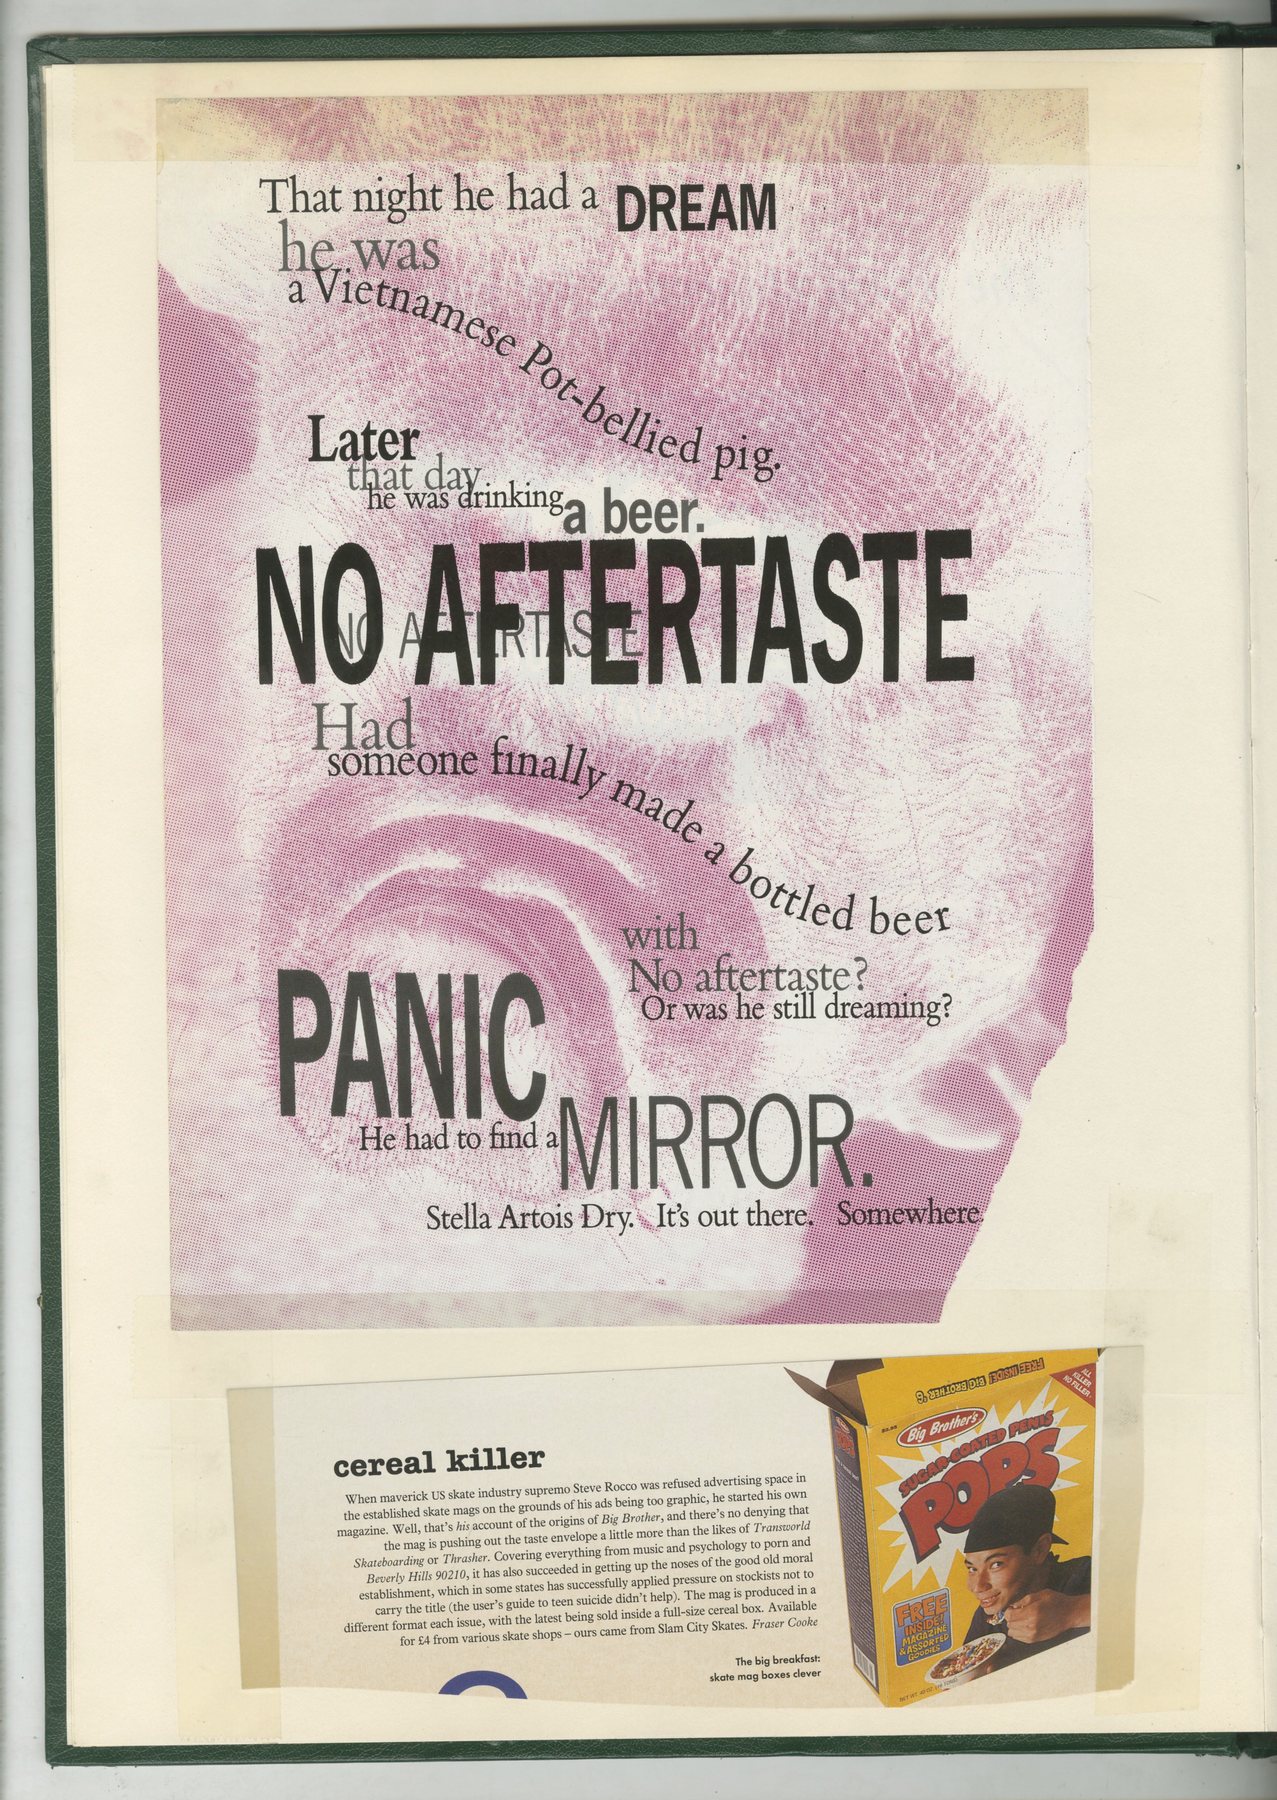 That night he had a DREAM
he was
a Vietnamese Pot-bellied pig.
Later
that day
he was drinking a beer.
NO AFTERTASTE
NO AFTERTASTE
Had
someone finally made a bottled beer
with
No aftertaste?
Or was he still dreaming?
PANIC
He had to find a MIRROR.
Stella Artois Dry. It's out there. Somewhere.
cereal killer
When maverick US skate industry supremo Steve Rocco was refused advertising space in
the established skate mags on the grounds of his ads being too graphic, he started his own
magazine. Well, that's his account of the origins of Big Brother, and there's no denying that
the mag is pushing out the taste envelope a little more than the likes of Transworld
Skateboarding or Thrasher. Covering everything from music and psychology to porn and
Beverly Hills 90210, it has also succeeded in getting up the noses of the good old moral
establishment, which in some states has successfully applied pressure on stockists not to
carry the title (the user's guide to teen suicide didn't help). The mag is produced in a
different format each issue, with the latest being sold inside a full-size cereal box. Available
for £4 from various skate shops – ours came from Slam City Skates. Fraser Cooke
The big breakfast:
skate mag boxes clever
FREE INSIDE! BIG BROTHER'S
ALL
KILLER
NO FILLER!
Big Brother's
SUGAR-COATED PENIS
POPS
FREE
INSIDE!
MAGAZINE
& ASSORTED
GOODIES